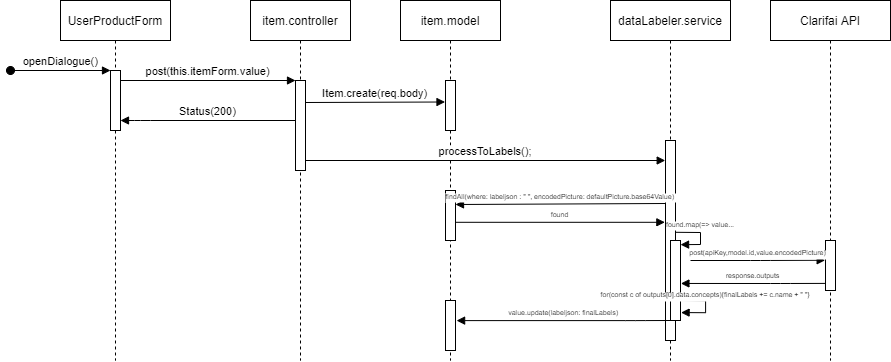 UserProductForm
item.controller
item.model
dataLabeler.service
Clarifai API
openDialogue()
post(this.itemForm.value)
Item.create(req.body)
Status(200)
processToLabels();
findAll(where: labeljson : " ", encodedPicture: defaultPicture.base64Value)
found
found.map(=> value...
post(apiKey,model.id,value.encodedPicture)
response.outputs
for(const c of outputs[0].data.concepts)(finalLabels += c.name + " ")
value.update(labeljson: finalLabels)